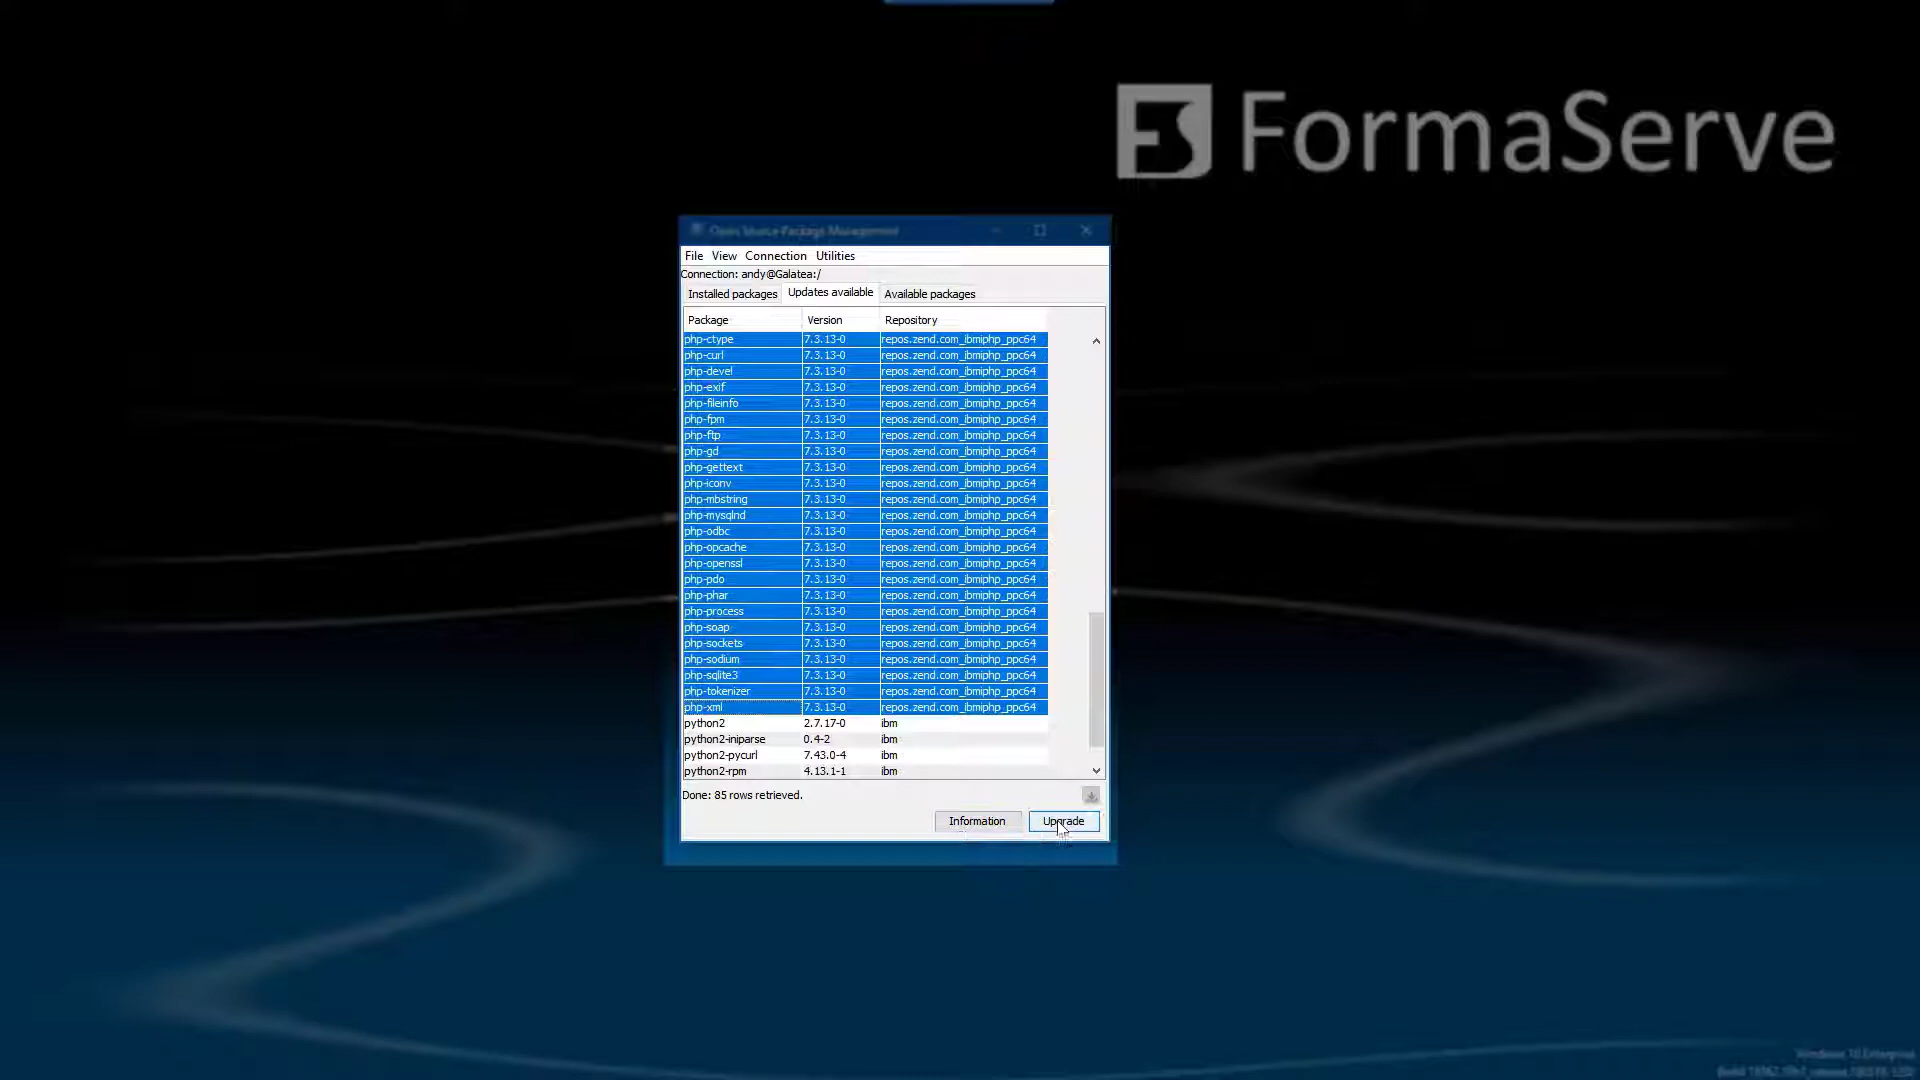 FormaServe
Open Source Package Management
File View Connection Utilities
Connection: andy@Galatea:/
Installed packages Updates available Available packages
Package Version Repository
php-ctype 7.3.13-0 repos.zend.com_ibmiphp_ppc64
php-curl 7.3.13-0 repos.zend.com_ibmiphp_ppc64
php-devel 7.3.13-0 repos.zend.com_ibmiphp_ppc64
php-exif 7.3.13-0 repos.zend.com_ibmiphp_ppc64
php-fileinfo 7.3.13-0 repos.zend.com_ibmiphp_ppc64
php-fpm 7.3.13-0 repos.zend.com_ibmiphp_ppc64
php-ftp 7.3.13-0 repos.zend.com_ibmiphp_ppc64
php-gd 7.3.13-0 repos.zend.com_ibmiphp_ppc64
php-gettext 7.3.13-0 repos.zend.com_ibmiphp_ppc64
php-iconv 7.3.13-0 repos.zend.com_ibmiphp_ppc64
php-mbstring 7.3.13-0 repos.zend.com_ibmiphp_ppc64
php-mysqlnd 7.3.13-0 repos.zend.com_ibmiphp_ppc64
php-odbc 7.3.13-0 repos.zend.com_ibmiphp_ppc64
php-opcache 7.3.13-0 repos.zend.com_ibmiphp_ppc64
php-openssl 7.3.13-0 repos.zend.com_ibmiphp_ppc64
php-pdo 7.3.13-0 repos.zend.com_ibmiphp_ppc64
php-phar 7.3.13-0 repos.zend.com_ibmiphp_ppc64
php-process 7.3.13-0 repos.zend.com_ibmiphp_ppc64
php-soap 7.3.13-0 repos.zend.com_ibmiphp_ppc64
php-sockets 7.3.13-0 repos.zend.com_ibmiphp_ppc64
php-sodium 7.3.13-0 repos.zend.com_ibmiphp_ppc64
php-sqlite3 7.3.13-0 repos.zend.com_ibmiphp_ppc64
php-tokenizer 7.3.13-0 repos.zend.com_ibmiphp_ppc64
php-xml 7.3.13-0 repos.zend.com_ibmiphp_ppc64
python2 2.7.17-0 ibm
python2-iniparse 0.4-2 ibm
python2-pycurl 7.43.0-4 ibm
python2-rpm 4.13.1-1 ibm
Done: 85 rows retrieved.
Information Upgrade
Windows 10 Enterprise